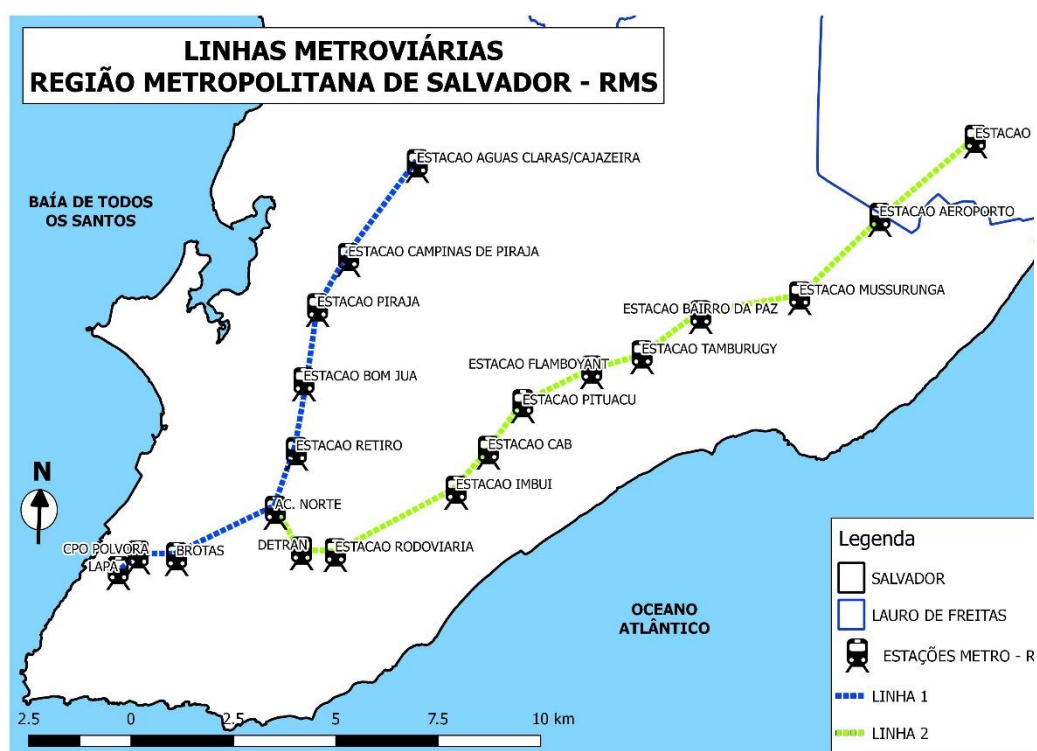 LINHAS METROVIÁRIAS
REGIÃO METROPOLITANA DE SALVADOR - RMS
ESTACAO
ESTACAO AGUAS CLARAS/CAJAZEIRA
BAÍA DE TODOS
OS SANTOS
ESTACAO AEROPORTO
ESTACAO CAMPINAS DE PIRAJA
ESTACAO MUSSURUNGA
ESTACAO PIRAJA
ESTACAO BAIRRO DA PAZ
ESTACAO TAMBURUGY
ESTACAO FLAMBOYANT
ESTACAO BOM JUA
ESTACAO PITUACU
ESTACAO RETIRO
ESTACAO CAB
N
ESTACAO IMBUI
AC. NORTE
CPO POLVORA
BROTAS
DETRAN
ESTACAO RODOVIARIA
LAPA
OCEANO
ATLÂNTICO
Legenda
SALVADOR
LAURO DE FREITAS
ESTAÇÕES METRO - R
LINHA 1
LINHA 2
2.5 0 2.5 5 7.5 10 km